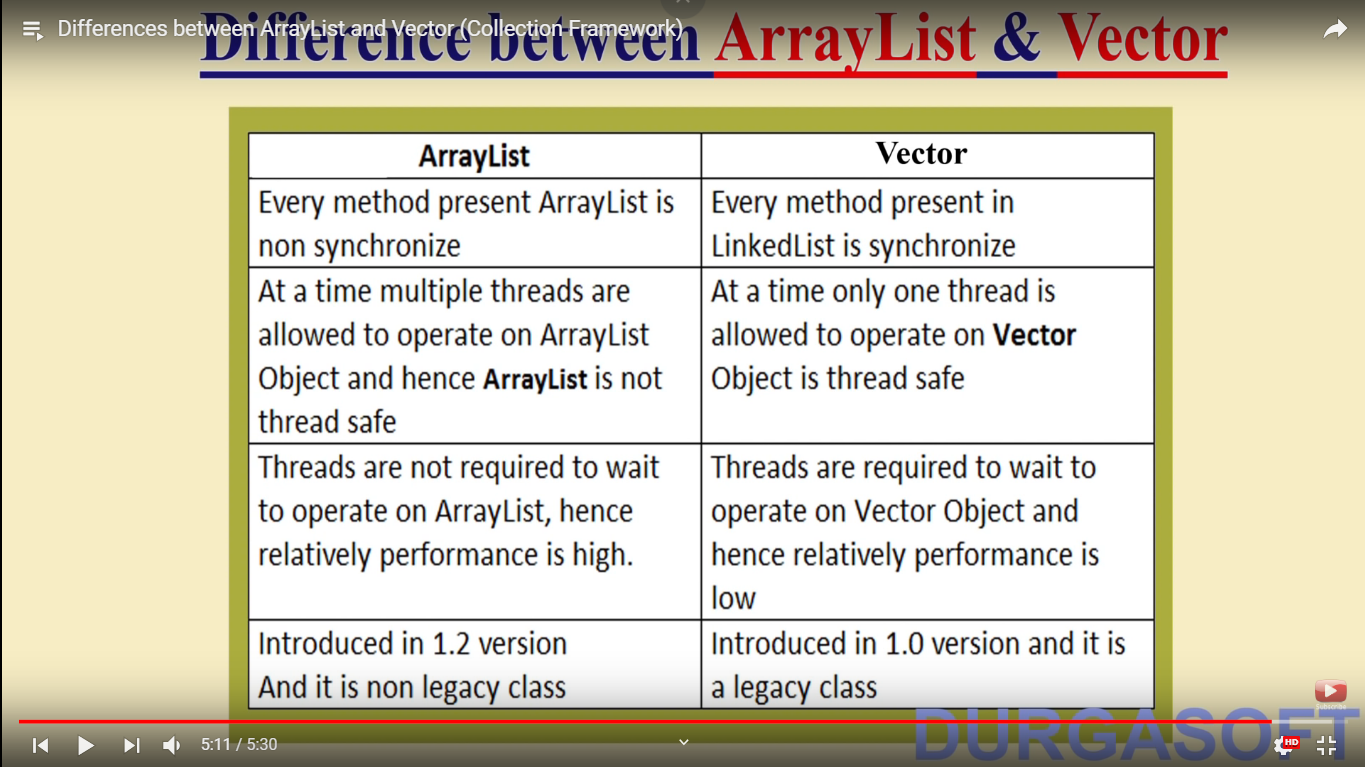 Differences between ArrayList and Vector (Collection Framework)
Difference between ArrayList & Vector
ArrayList
Vector
Every method present ArrayList is
non synchronize
Every method present in
LinkedList is synchronize
At a time multiple threads are
allowed to operate on ArrayList
Object and hence ArrayList is not
thread safe
At a time only one thread is
allowed to operate on Vector
Object is thread safe
Threads are not required to wait
to operate on ArrayList, hence
relatively performance is high.
Threads are required to wait to
operate on Vector Object and
hence relatively performance is
low
Introduced in 1.2 version
And it is non legacy class
Introduced in 1.0 version and it is
a legacy class
Subscribe
DURGASOFT
5:11 / 5:30
HD